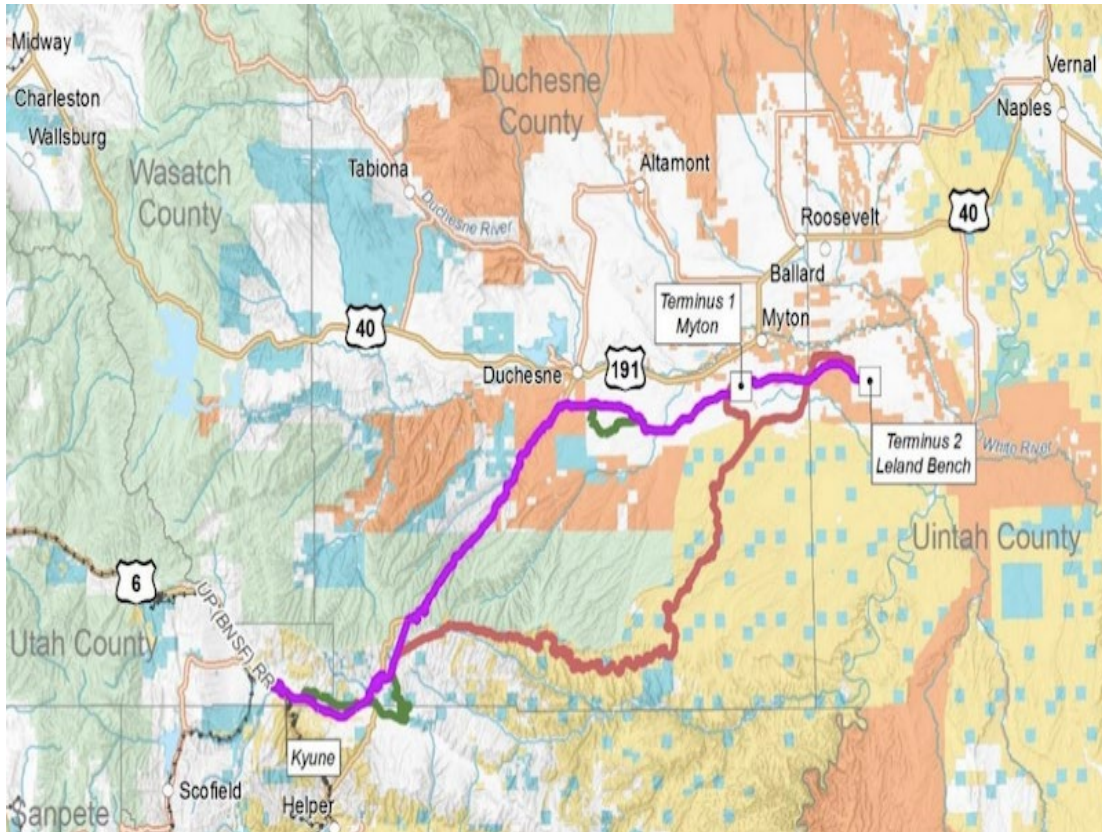 Midway
Charleston
Wallsburg
Wasatch
County
Tabiona
Duchesne River
Duchesne
County
Altamont
Vernal
Naples
Roosevelt
40
Ballard
Terminus 1
Myton
Myton
40
Duchesne
191
Terminus 2
Leland Bench
White River
Uintah County
6
UP (BNSF) RR
Utah County
Kyune
Scofield
Helper
Sanpete